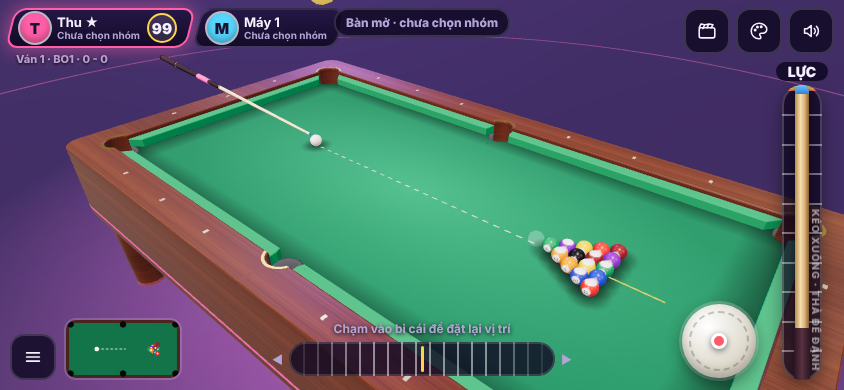 T Thu ★ 99
Chưa chọn nhóm
M Máy 1
Chưa chọn nhóm
Bàn mở · chưa chọn nhóm
Ván 1 · BO1 · 0 - 0
LỰC
KÉO XUỐNG · THẢ ĐỂ ĐÁNH
Chạm vào bi cái để đặt lại vị trí